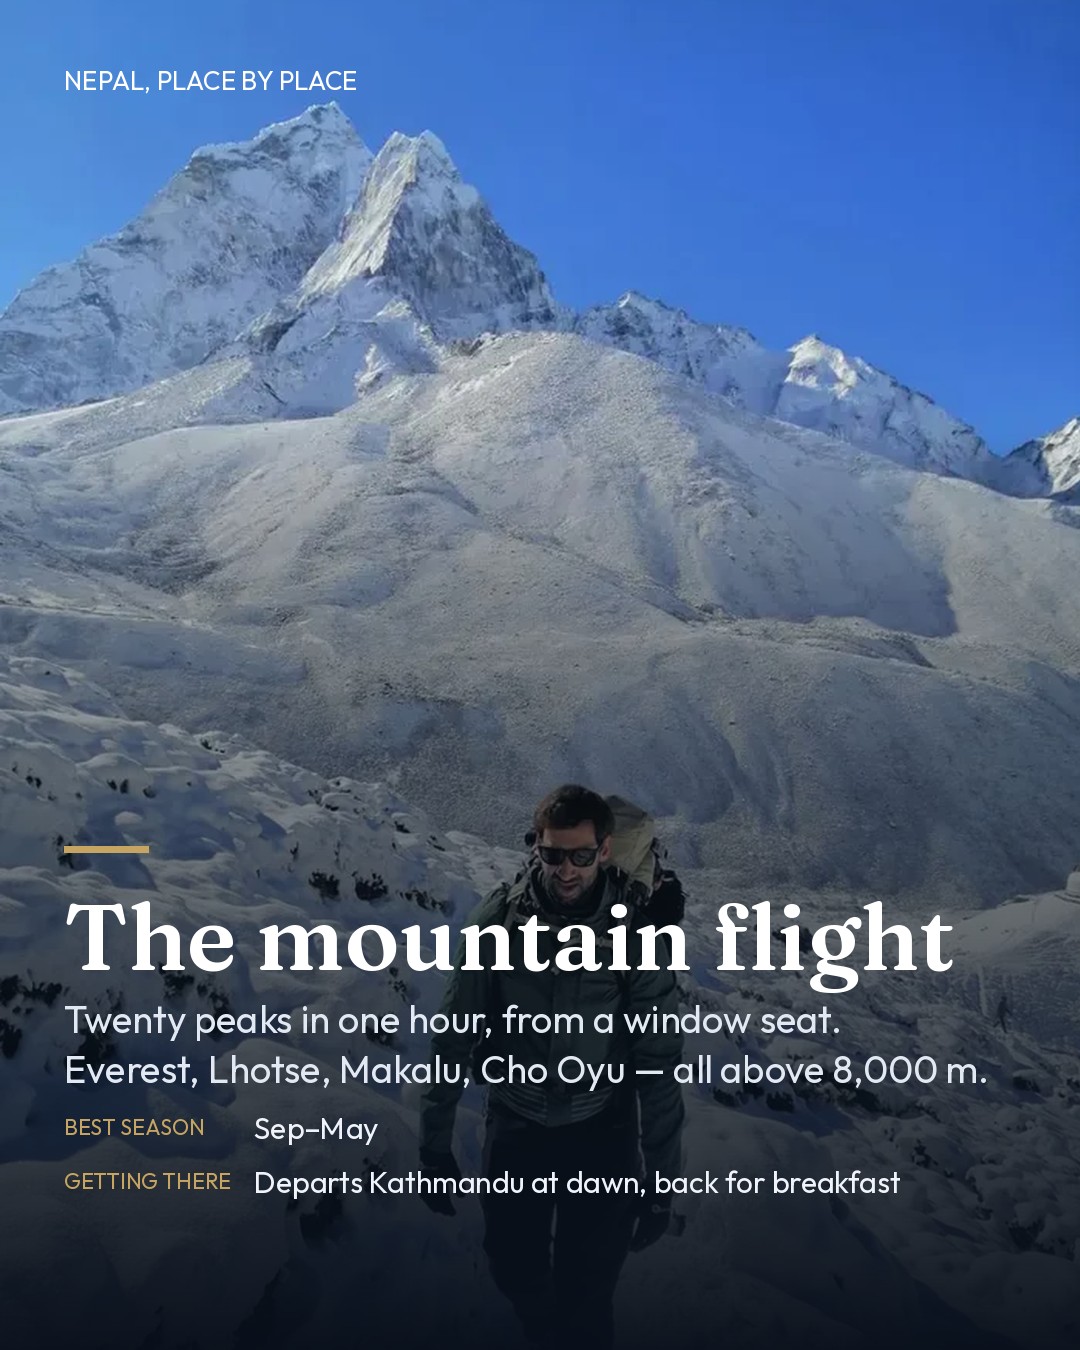 NEPAL, PLACE BY PLACE
The mountain flight
Twenty peaks in one hour, from a window seat.
Everest, Lhotse, Makalu, Cho Oyu — all above 8,000 m.
BEST SEASON Sep–May
GETTING THERE Departs Kathmandu at dawn, back for breakfast